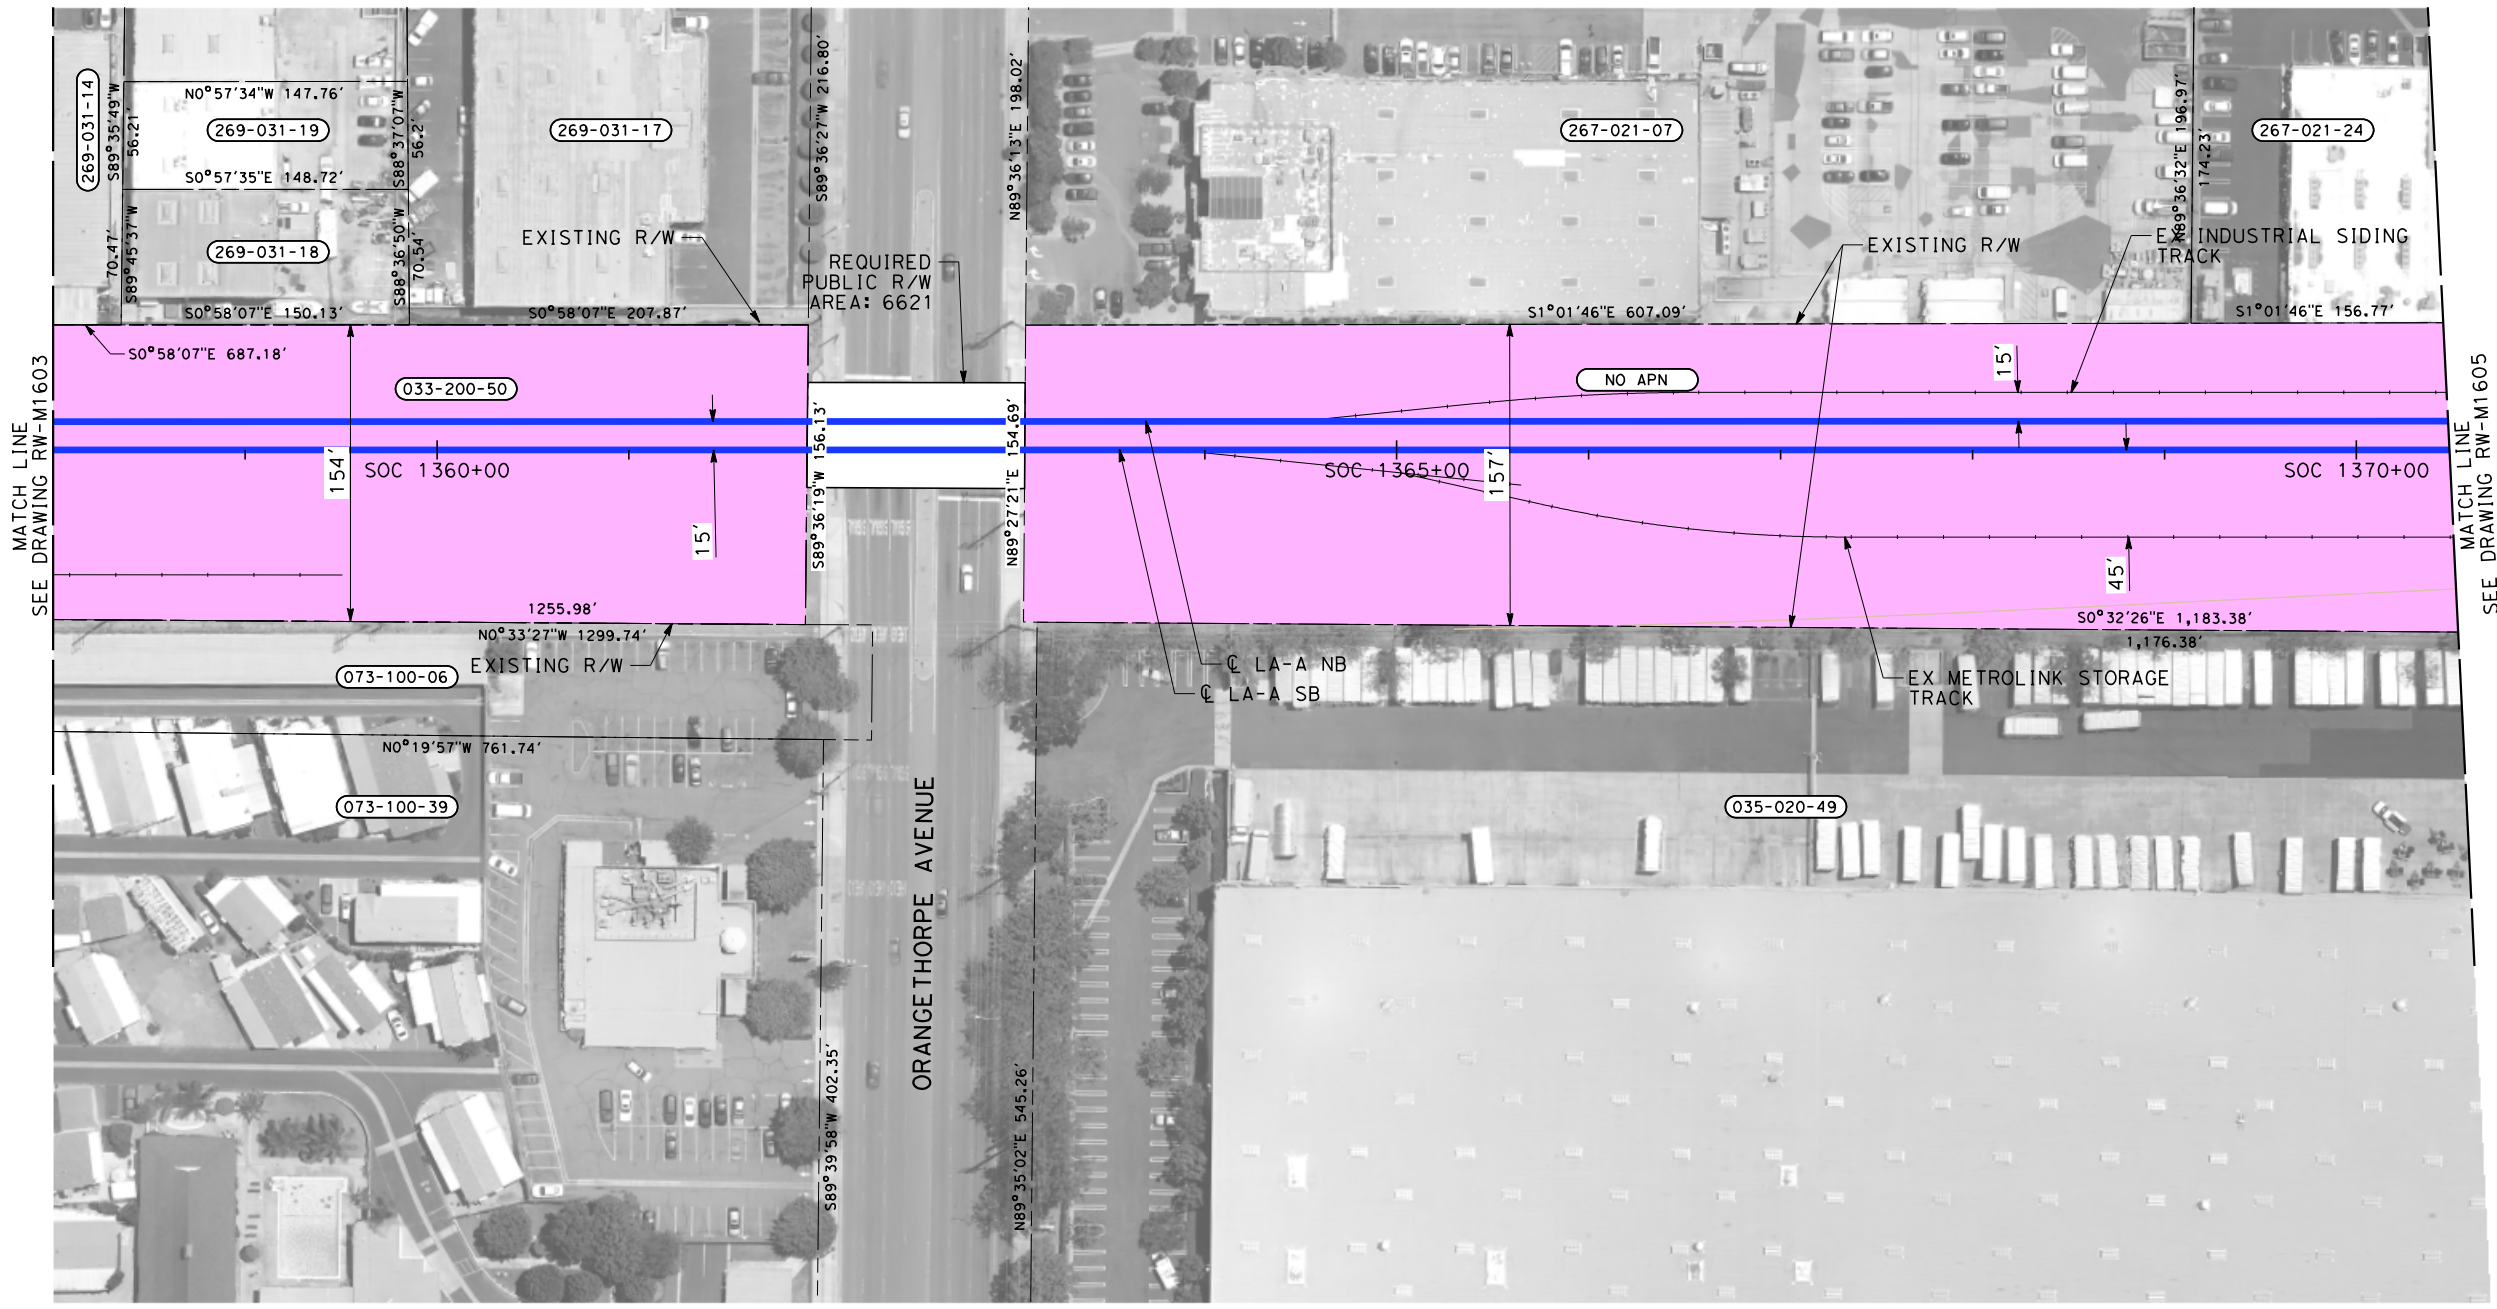 269-031-14
S89°35'49"W
56.21'
N0°57'34"W 147.76'
269-031-19
S0°57'35"E 148.72'
S88°37'07"W
56.2'
269-031-17
70.47'
S89°45'37"W
269-031-18
S88°36'50"W
70.54'
S0°58'07"E 150.13'
EXISTING R/W
S0°58'07"E 207.87'
S89°36'27"W 216.80'
REQUIRED
PUBLIC R/W
AREA: 6621
N89°36'13"E 198.02'
267-021-07
N89°36'32"E 196.97'
174.23'
267-021-24
EXISTING R/W
EX INDUSTRIAL SIDING
TRACK
S1°01'46"E 607.09'
S1°01'46"E 156.77'
MATCH LINE
SEE DRAWING RW-M1603
S0°58'07"E 687.18'
033-200-50
154'
SOC 1360+00
15'
S89°36'19"W 156.13'
N89°27'21"E 154.69'
NO APN
15'
SOC 1365+00
157'
SOC 1370+00
45'
MATCH LINE
SEE DRAWING RW-M1605
1255.98'
N0°33'27"W 1299.74'
EXISTING R/W
S0°32'26"E 1,183.38'
1,176.38'
℄ LA-A NB
℄ LA-A SB
EX METROLINK STORAGE
TRACK
073-100-06
N0°19'57"W 761.74'
073-100-39
035-020-49
ORANGETHORPE AVENUE
S89°39'58"W 402.35'
N89°35'02"E 545.26'